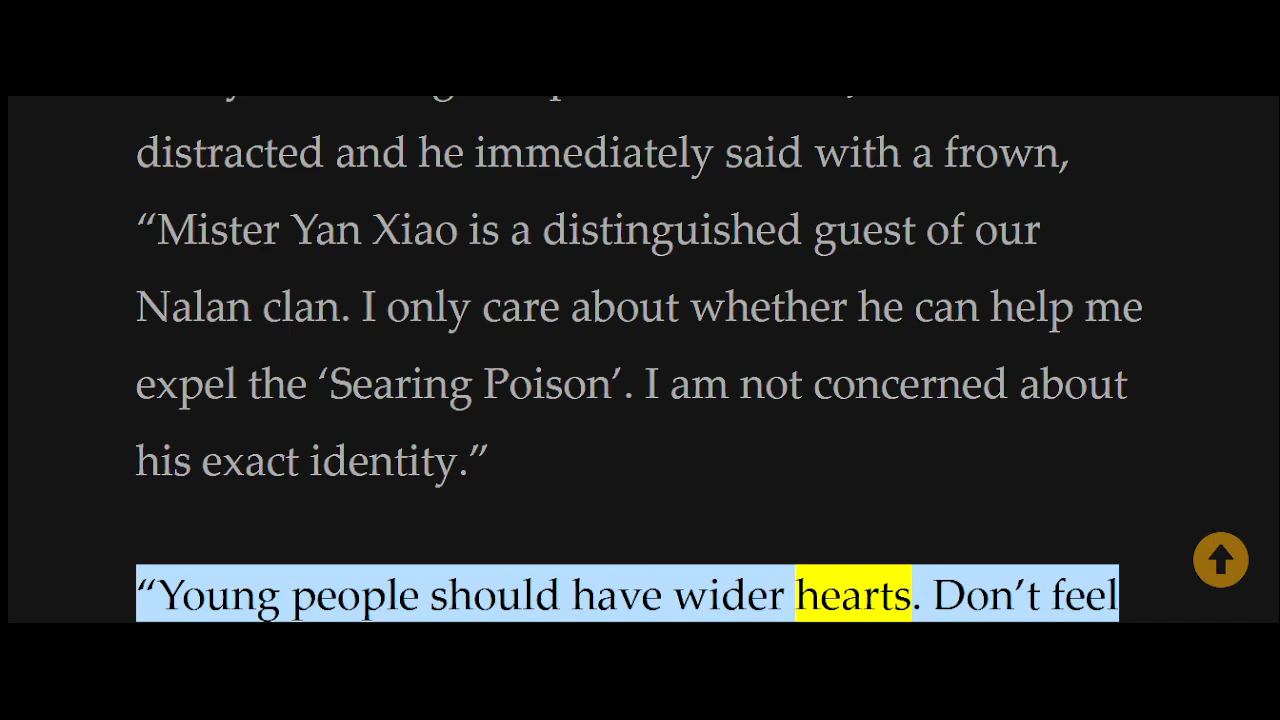 distracted and he immediately said with a frown,
“Mister Yan Xiao is a distinguished guest of our
Nalan clan. I only care about whether he can help me
expel the ‘Searing Poison’. I am not concerned about
his exact identity.”
“Young people should have wider hearts. Don’t feel